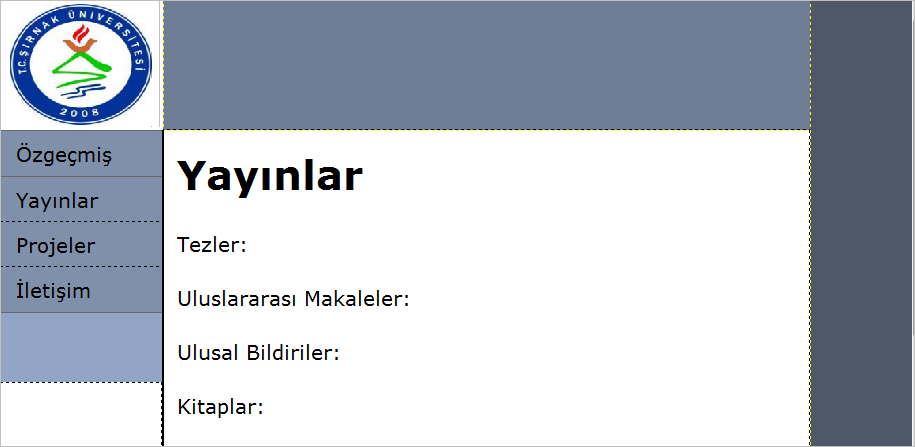 T.C.ŞIRNAK ÜNİVERSİTESİ
2008
Özgeçmiş
Yayınlar
Projeler
İletişim
Yayınlar
Tezler:
Uluslararası Makaleler:
Ulusal Bildiriler:
Kitaplar: